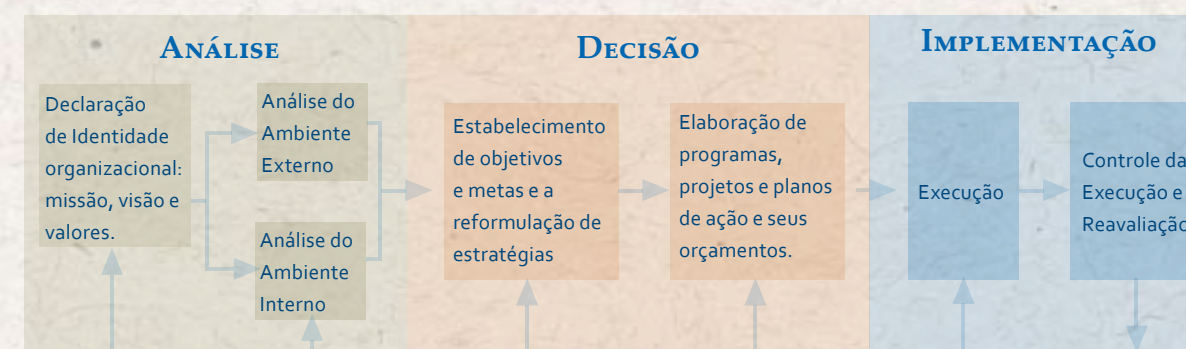 Análise
Declaração
de Identidade
organizacional:
missão, visão e
valores.
Análise do
Ambiente
Externo
Análise do
Ambiente
Interno
Decisão
Estabelecimento
de objetivos
e metas e a
reformulação de
estratégias
Elaboração de
programas,
projetos e planos
de ação e seus
orçamentos.
Implementação
Execução
Controle da
Execução e
Reavaliação